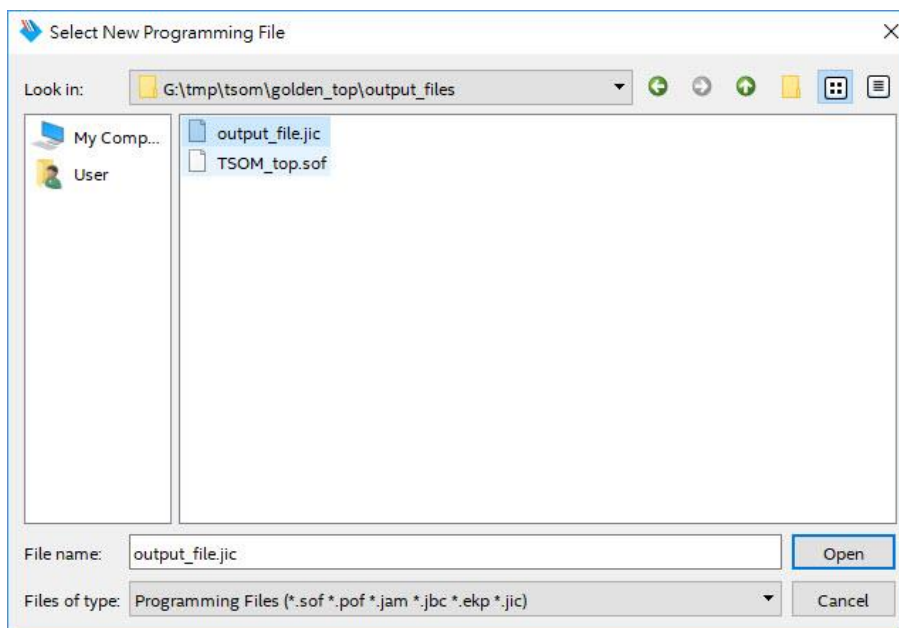 Select New Programming File
Look in: G:\tmp\tsom\golden_top\output_files
My Comp...
User
output_file.jic
TSOM_top.sof
File name: output_file.jic Open
Files of type: Programming Files (*.sof *.pof *.jam *.jbc *.ekp *.jic) Cancel